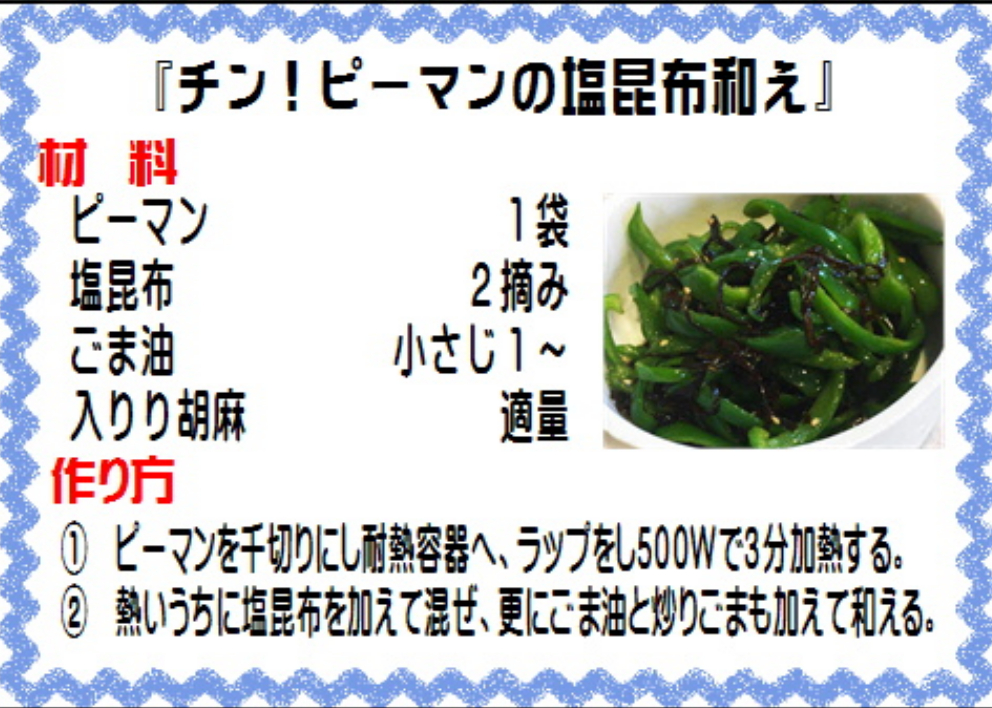 『チン！ピーマンの塩昆布和え』
材　料
ピーマン　1袋
塩昆布　2摘み
ごま油　小さじ1～
入りり胡麻　適量
作り方
①　ピーマンを千切りにし耐熱容器へ、ラップをし500Wで3分加熱する。
②　熱いうちに塩昆布を加えて混ぜ、更にごま油と炒りごまも加えて和える。